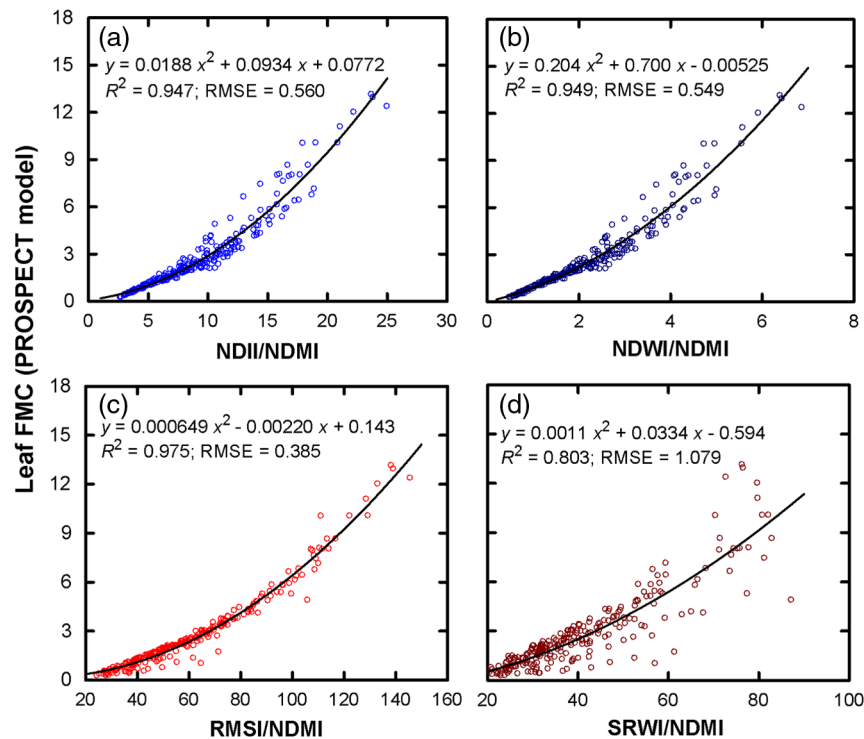 Leaf FMC (PROSPECT model)
(a)
y = 0.0188 x² + 0.0934 x + 0.0772
R² = 0.947; RMSE = 0.560
18
15
12
9
6
3
0
0 5 10 15 20 25 30
NDII/NDMI
(b)
y = 0.204 x² + 0.700 x - 0.00525
R² = 0.949; RMSE = 0.549
0 2 4 6 8
NDWI/NDMI
(c)
y = 0.000649 x² - 0.00220 x + 0.143
R² = 0.975; RMSE = 0.385
18
15
12
9
6
3
0
20 40 60 80 100 120 140 160
RMSI/NDMI
(d)
y = 0.0011 x² + 0.0334 x - 0.594
R² = 0.803; RMSE = 1.079
20 40 60 80 100
SRWI/NDMI